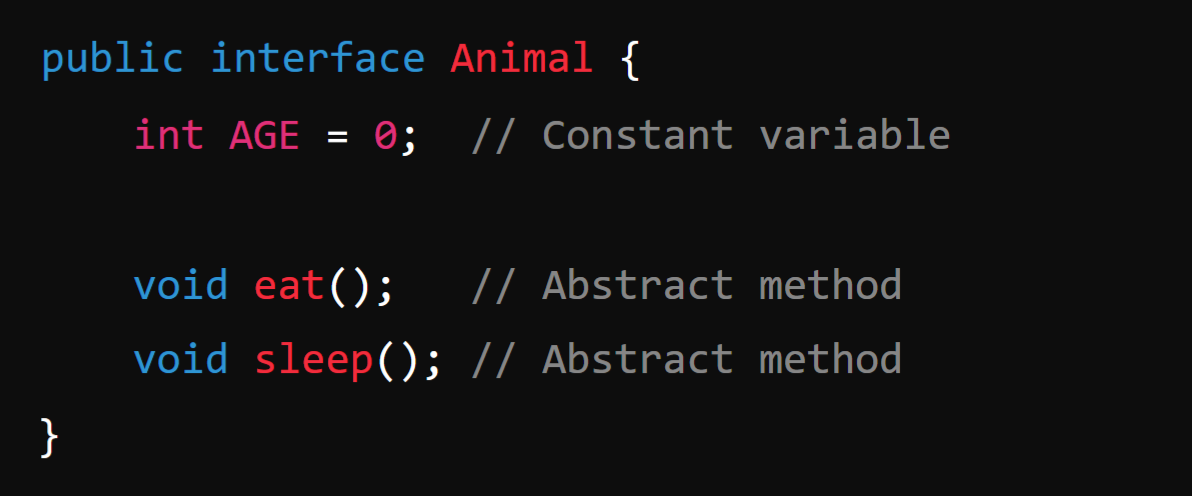 public interface Animal {
    int AGE = 0;  // Constant variable

    void eat();   // Abstract method
    void sleep(); // Abstract method
}